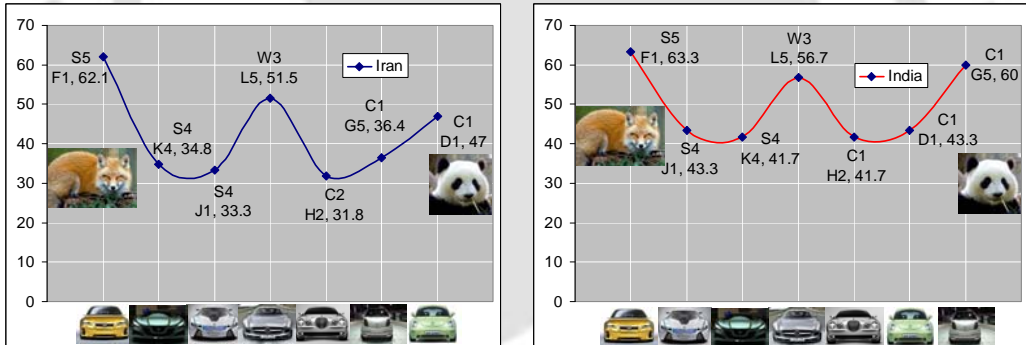 70
60
50
40
30
20
10
0
S5
F1, 62.1
S4
K4, 34.8
S4
J1, 33.3
W3
L5, 51.5
C2
H2, 31.8
C1
G5, 36.4
C1
D1, 47
Iran
70
60
50
40
30
20
10
0
S5
F1, 63.3
S4
J1, 43.3
S4
K4, 41.7
W3
L5, 56.7
C1
H2, 41.7
C1
D1, 43.3
C1
G5, 60
India